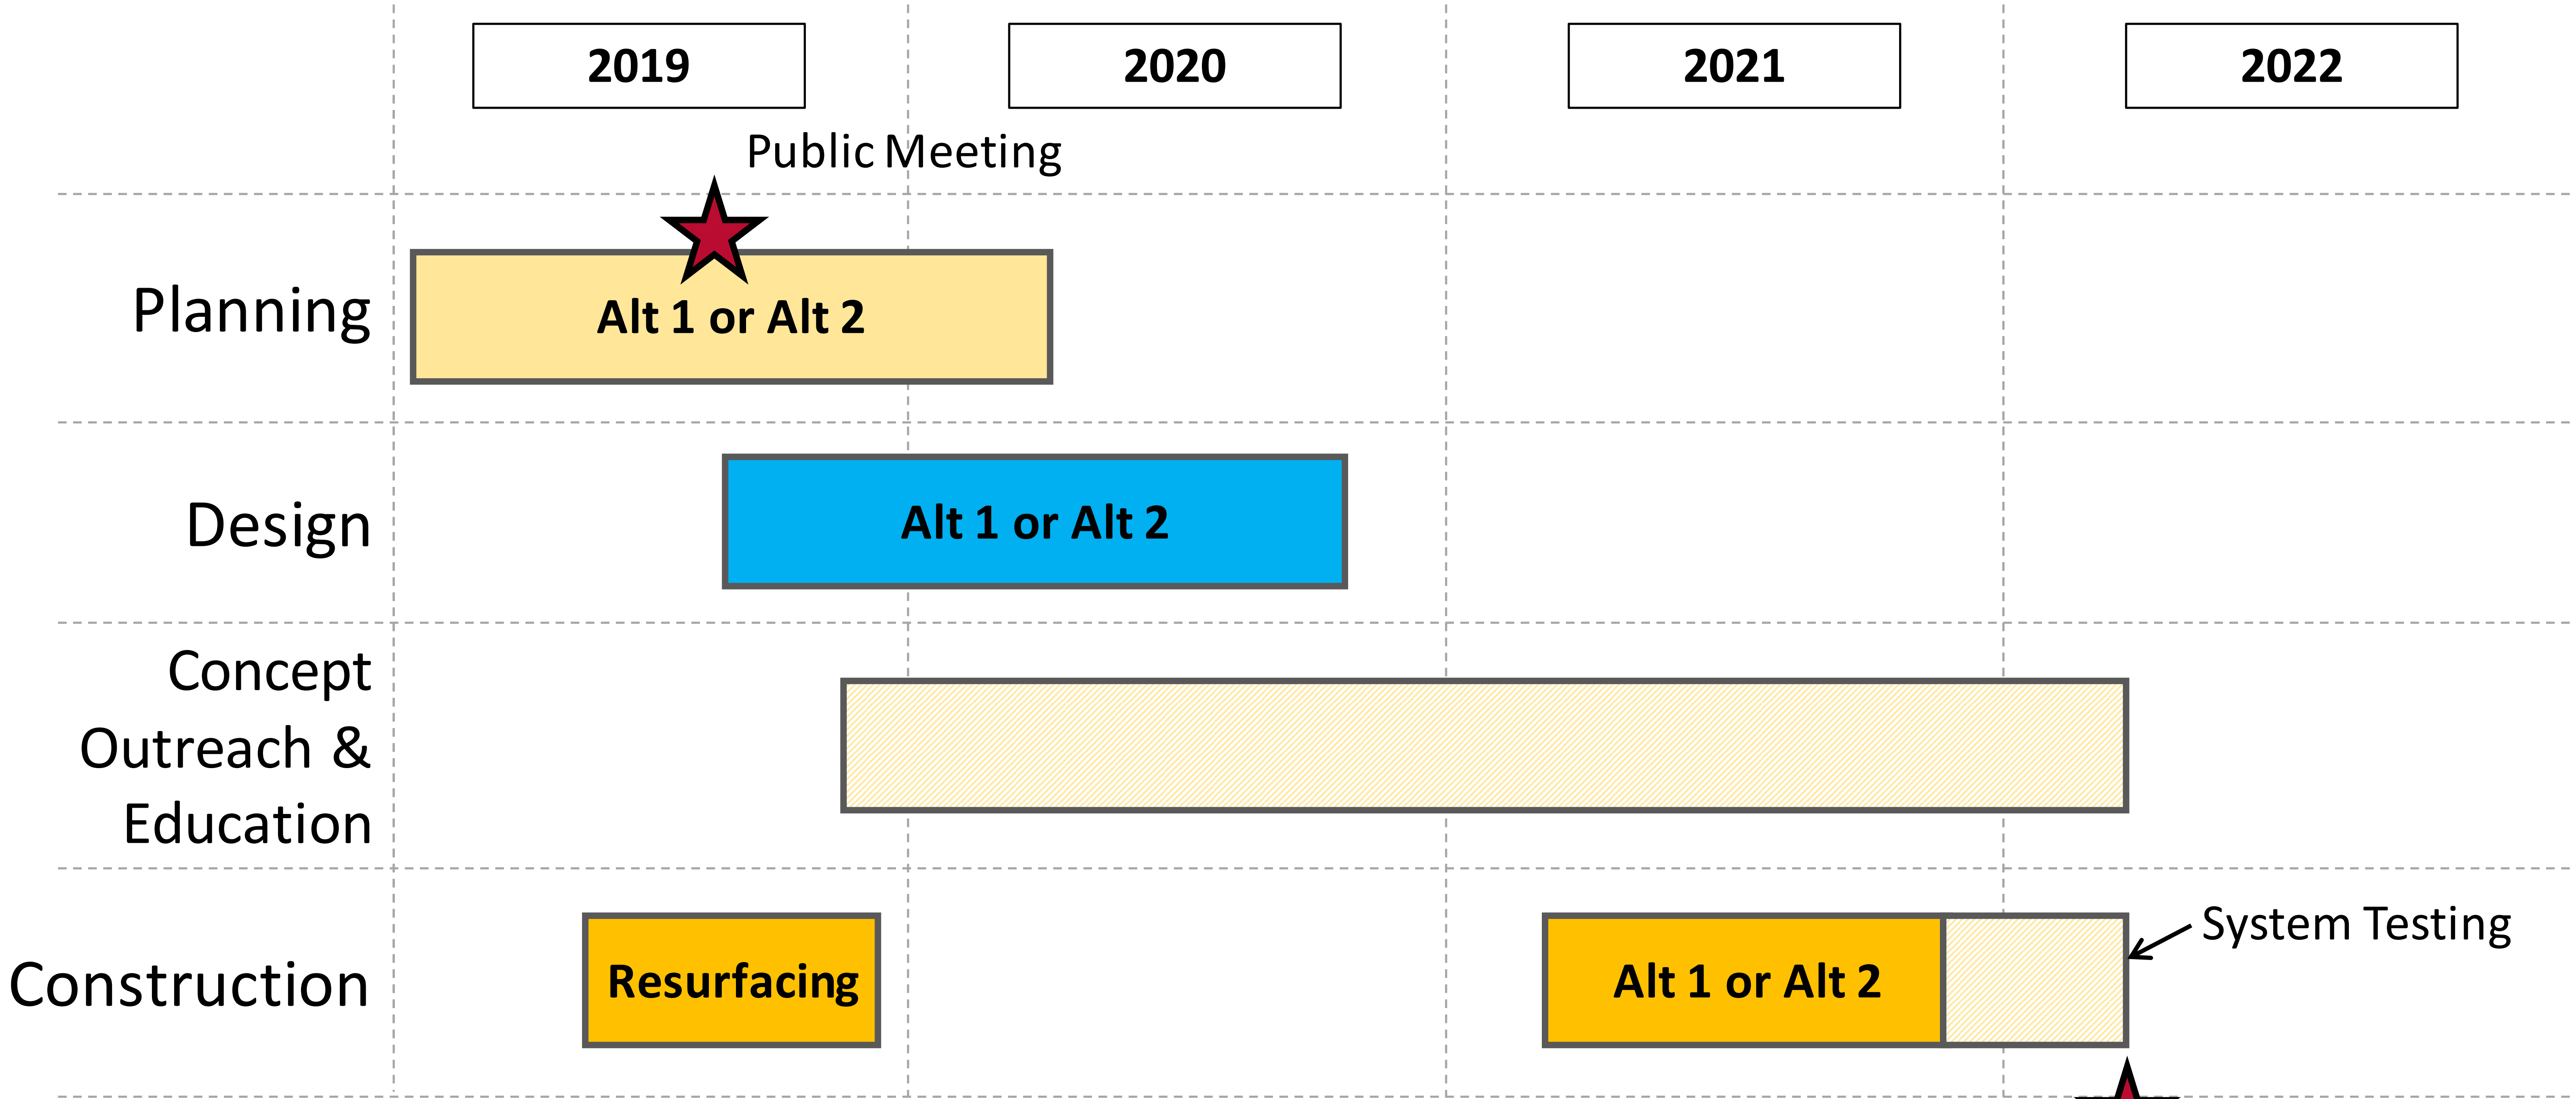 2019
2020
2021
2022
Public Meeting
Planning
Alt 1 or Alt 2
Design
Alt 1 or Alt 2
Concept
Outreach &
Education
Construction
Resurfacing
Alt 1 or Alt 2
System Testing